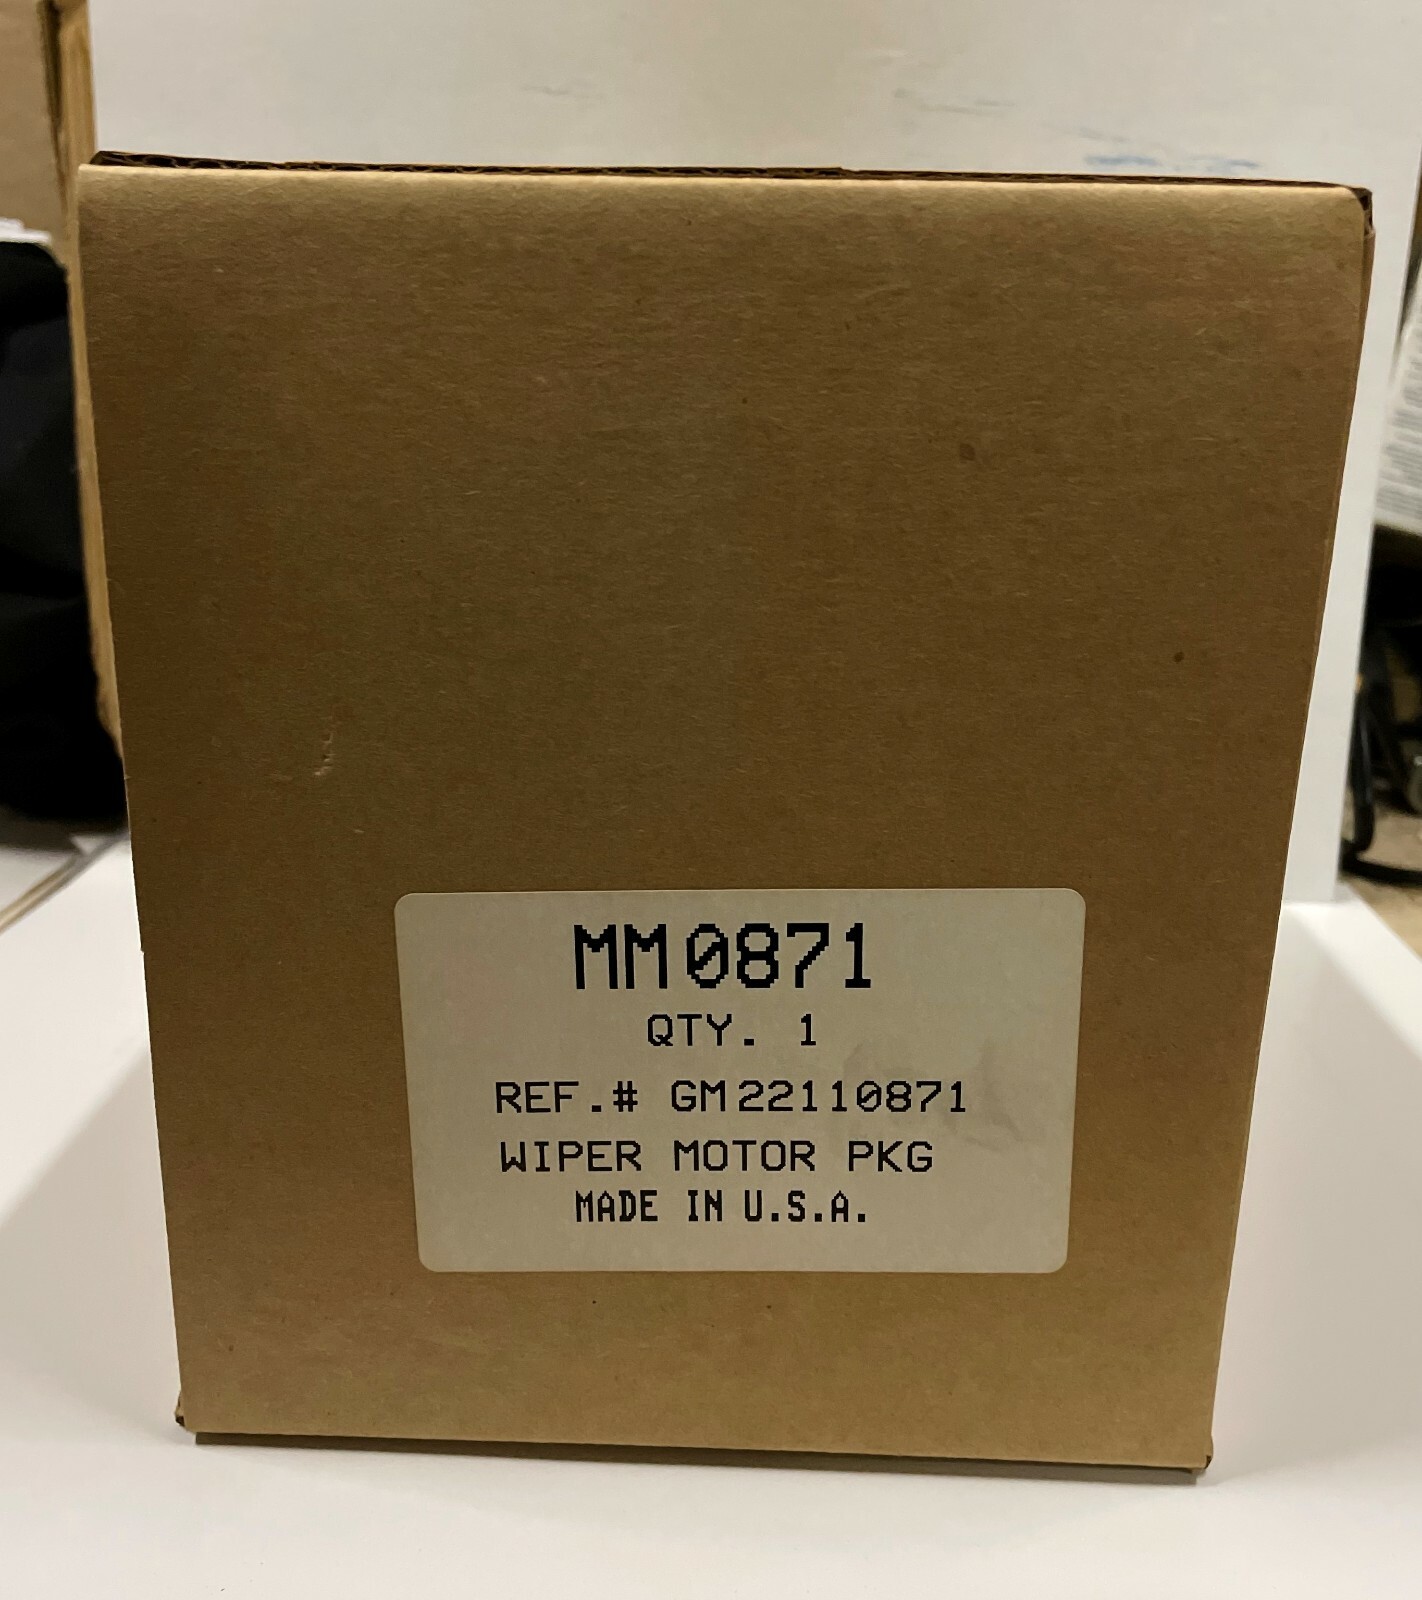 MM0871
QTY. 1
REF.# GM22110871
WIPER MOTOR PKG
MADE IN U.S.A.